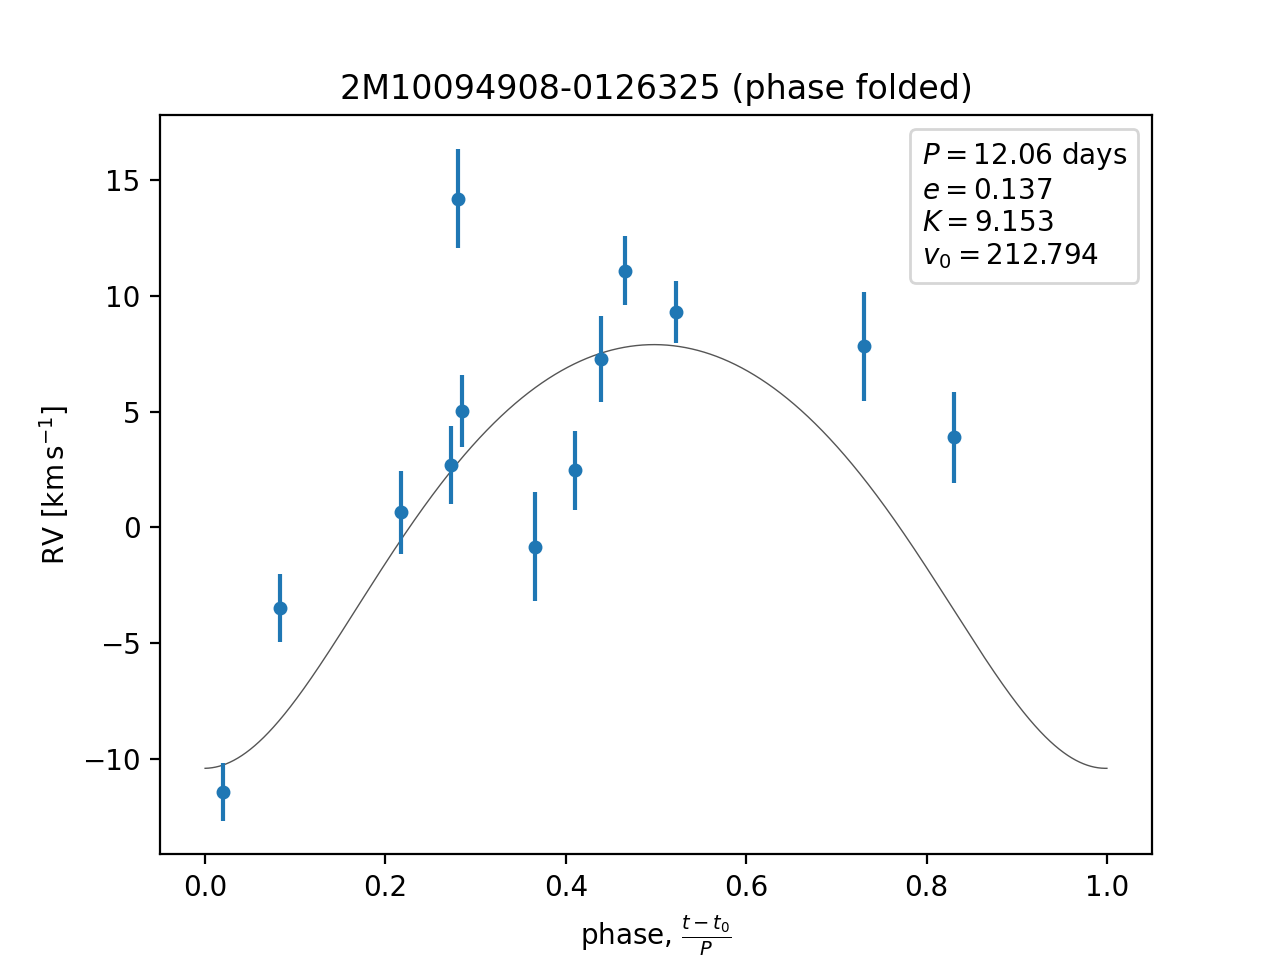 2M10094908-0126325 (phase folded)
P = 12.06 days
e = 0.137
K = 9.153
v₀ = 212.794
RV [km s⁻¹]
15
10
5
0
−5
−10
0.0 0.2 0.4 0.6 0.8 1.0
phase, (t − t₀)/P